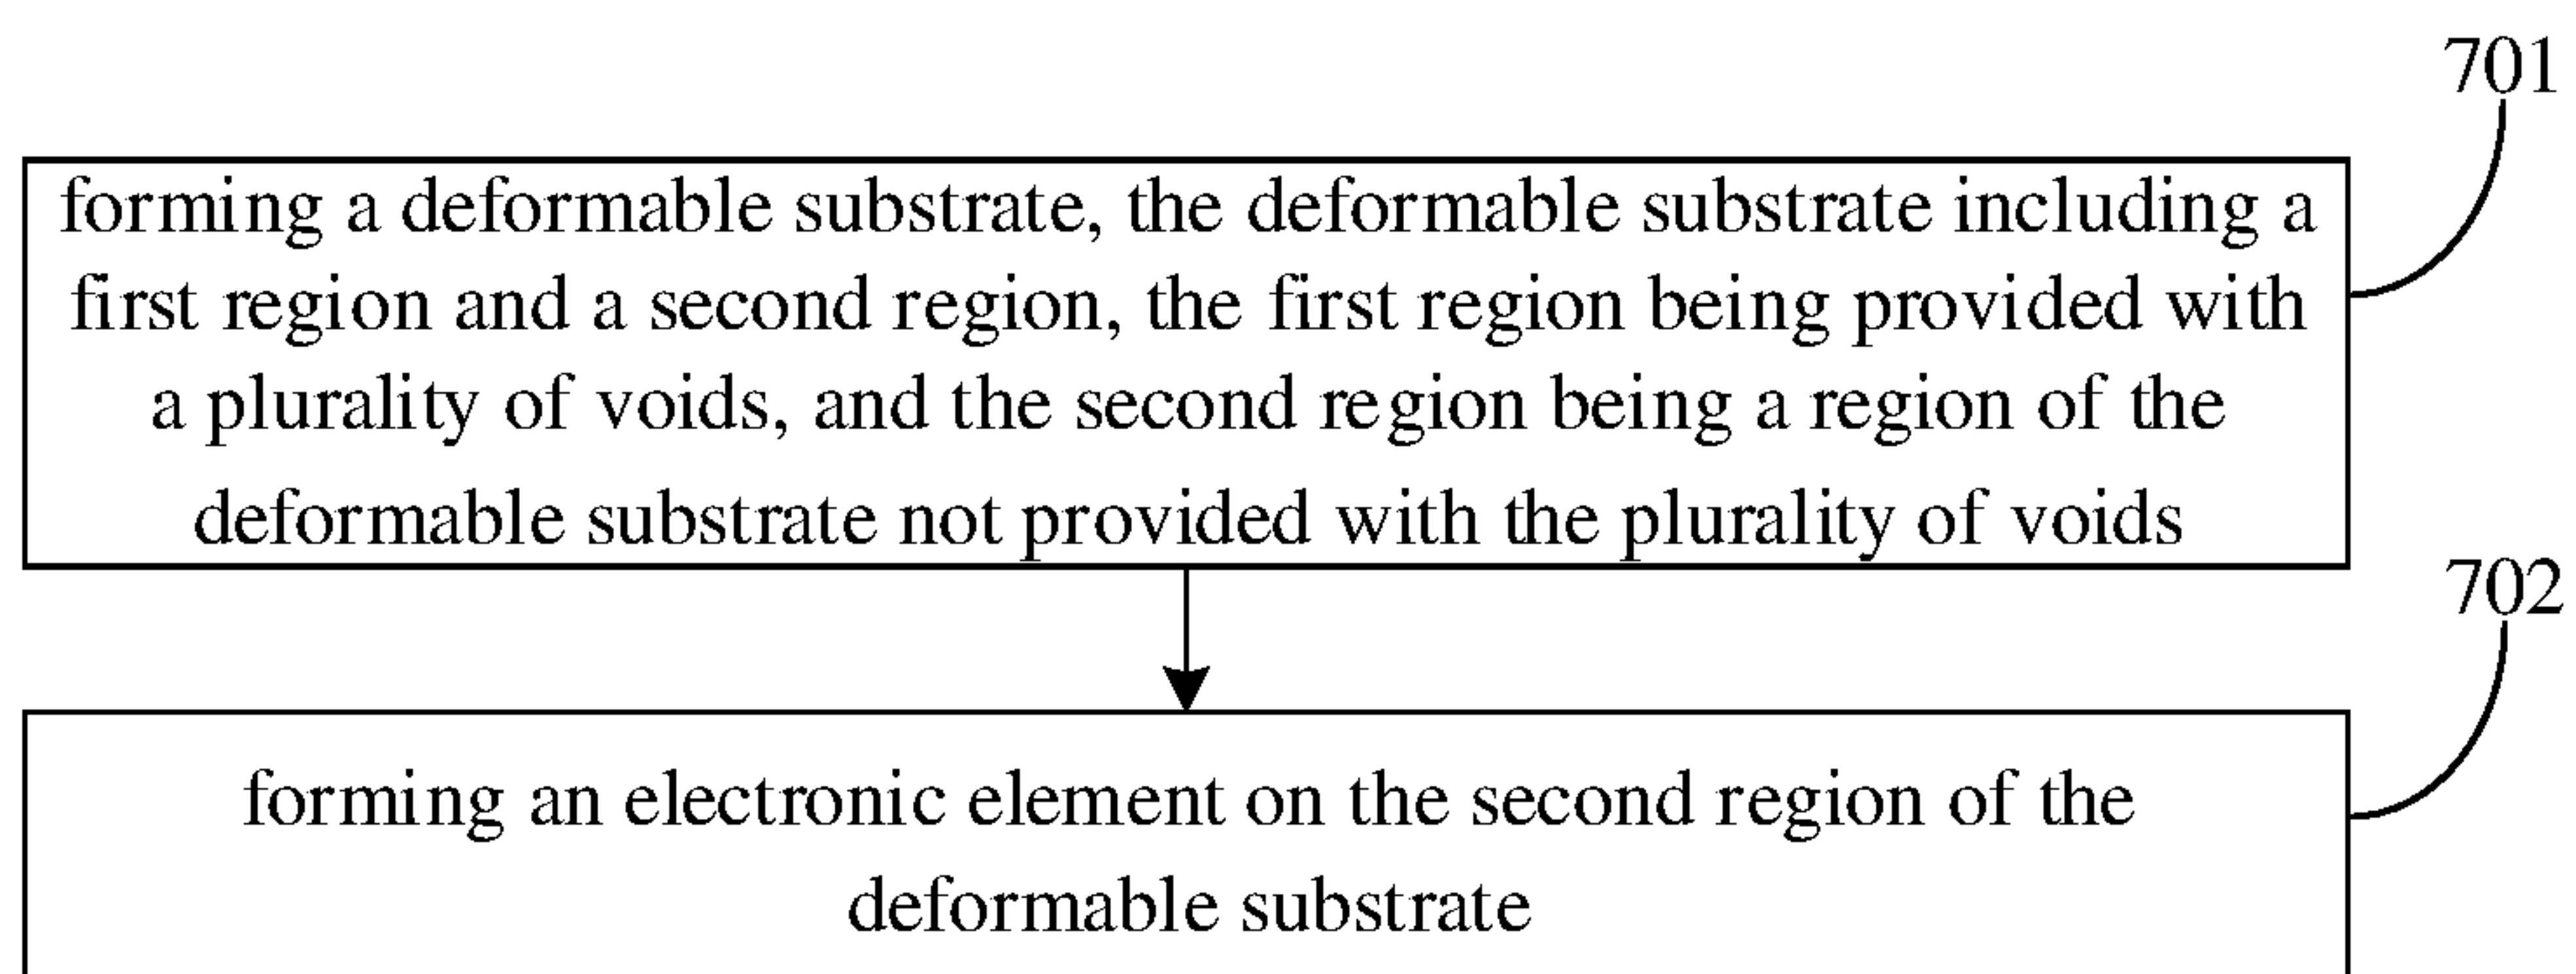 701
forming a deformable substrate, the deformable substrate including a
first region and a second region, the first region being provided with
a plurality of voids, and the second region being a region of the
deformable substrate not provided with the plurality of voids
702
forming an electronic element on the second region of the
deformable substrate